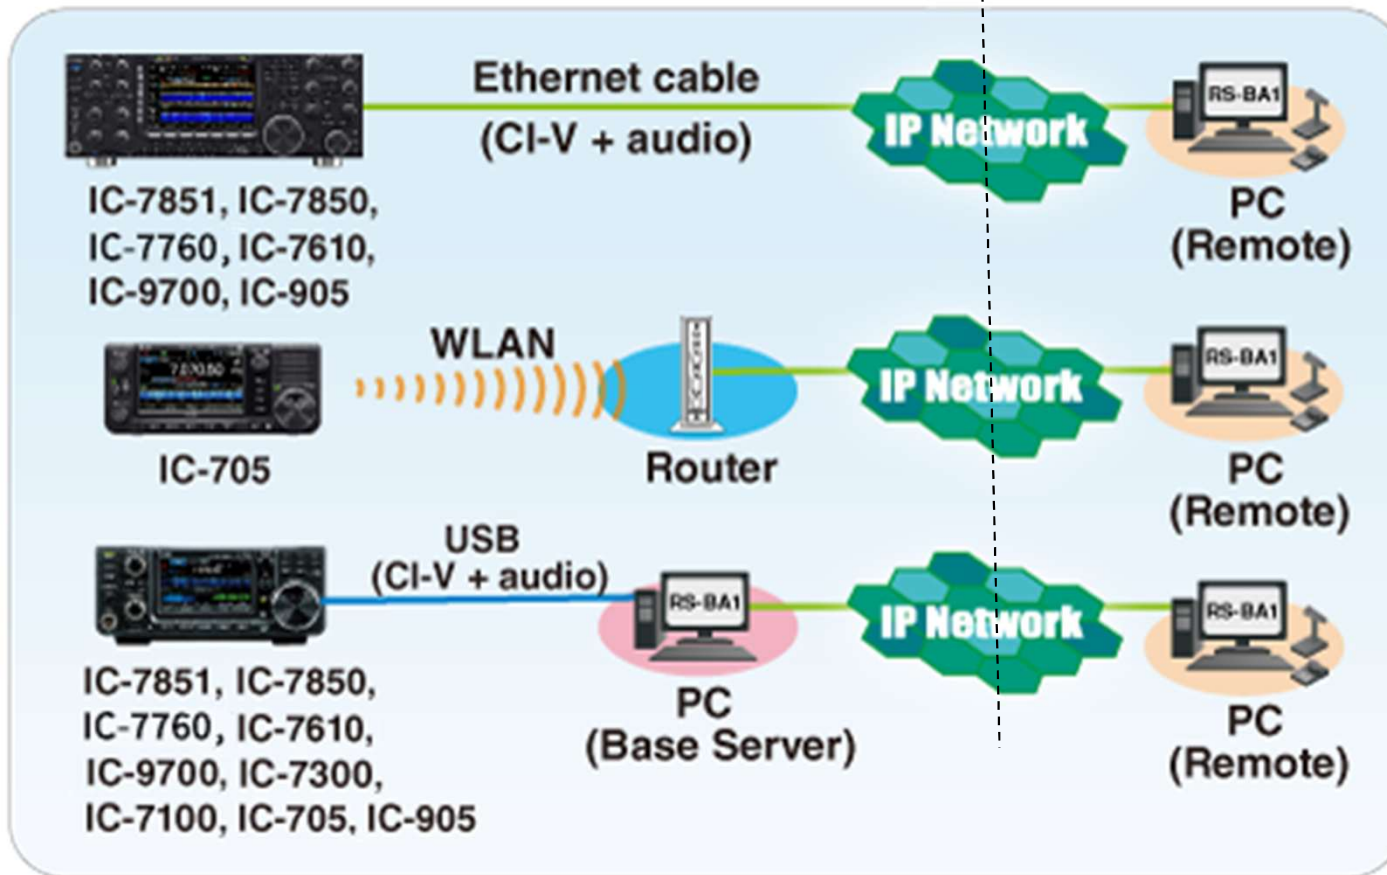 Ethernet cable
(CI-V + audio)
IP Network
RS-BA1
PC
(Remote)
IC-7851, IC-7850,
IC-7760, IC-7610,
IC-9700, IC-905
WLAN
7.070.50
IP Network
RS-BA1
IC-705
Router
PC
(Remote)
USB
(CI-V + audio)
RS-BA1
IP Network
RS-BA1
PC
(Base Server)
PC
(Remote)
IC-7851, IC-7850,
IC-7760, IC-7610,
IC-9700, IC-7300,
IC-7100, IC-705, IC-905